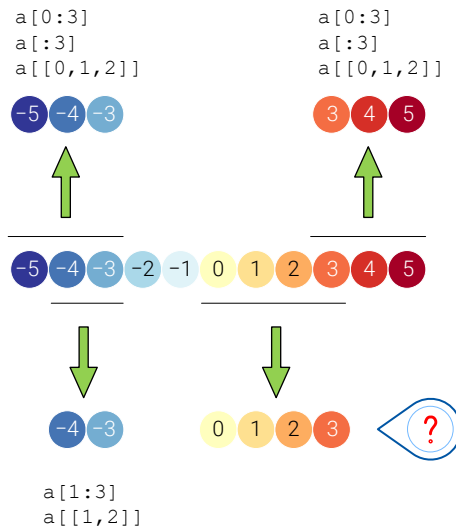 a[0:3]
a[:3]
a[[0,1,2]]
a[0:3]
a[:3]
a[[0,1,2]]
−5 −4 −3
3 4 5
−5 −4 −3 −2 −1 0 1 2 3 4 5
−4 −3
0 1 2 3
?
a[1:3]
a[[1,2]]